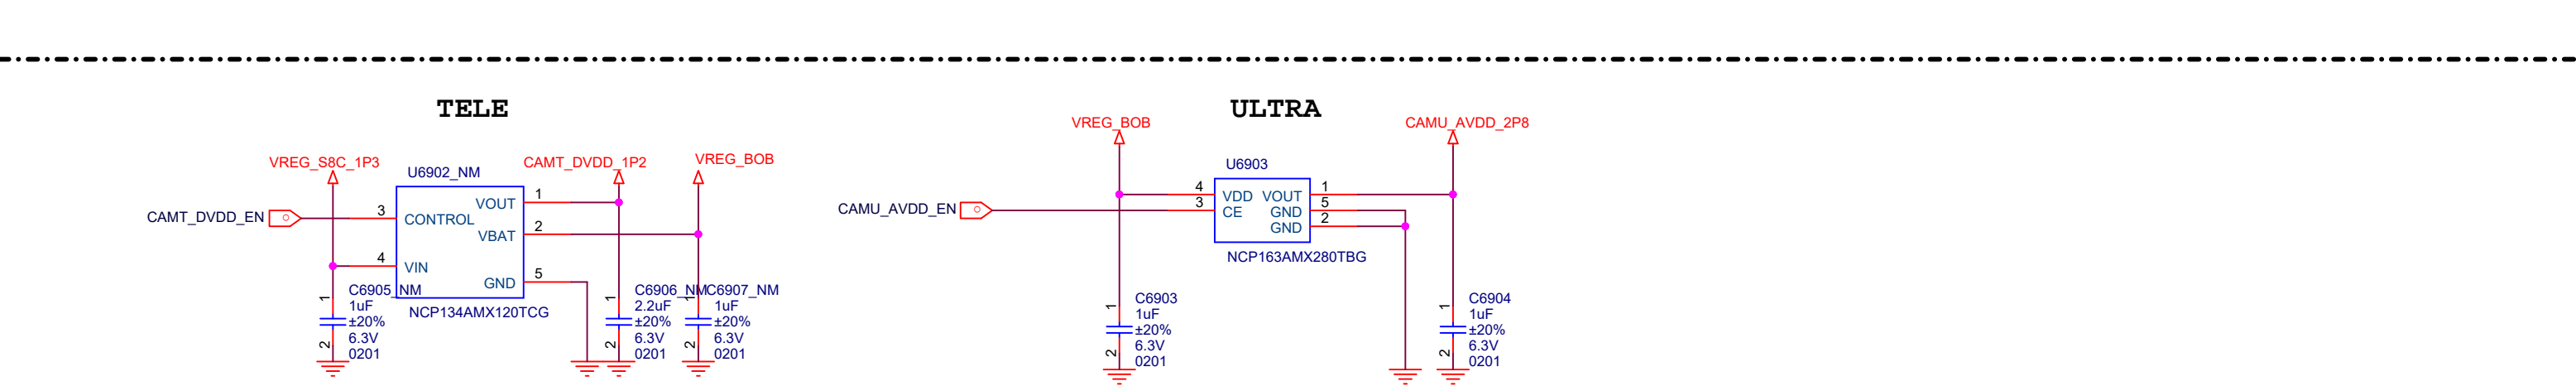 TELE
VREG_S8C_1P3
U6902_NM
CAMT_DVDD_1P2
VREG_BOB
CAMT_DVDD_EN
3
CONTROL
VOUT
1
VBAT
2
4
VIN
GND
5
NCP134AMX120TCG
1
C6905_NM
1uF
±20%
6.3V
0201
2
1
C6906_NM
2.2uF
±20%
6.3V
0201
2
1
C6907_NM
1uF
±20%
6.3V
0201
2
ULTRA
VREG_BOB
CAMU_AVDD_2P8
U6903
CAMU_AVDD_EN
4
VDD
VOUT
1
3
CE
GND
5
GND
2
NCP163AMX280TBG
1
C6903
1uF
±20%
6.3V
0201
2
1
C6904
1uF
±20%
6.3V
0201
2